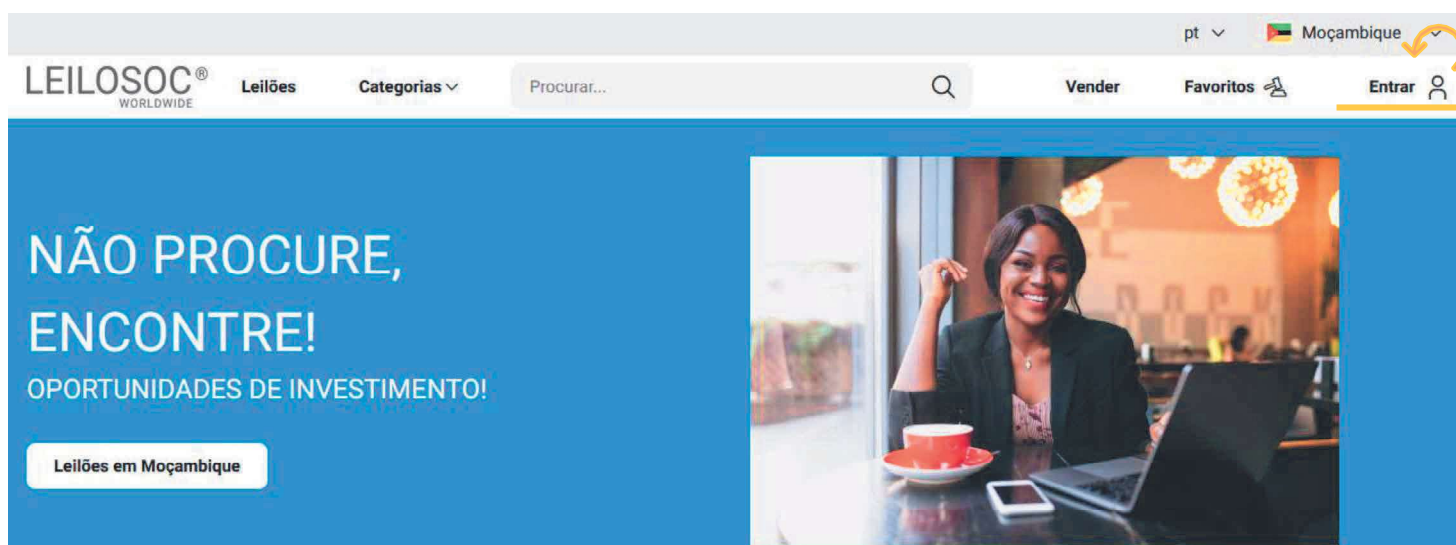 pt Moçambique
LEILOSOC®
WORLDWIDE
Leilões Categorias Procurar... Vender Favoritos Entrar
NÃO PROCURE,
ENCONTRE!
OPORTUNIDADES DE INVESTIMENTO!
Leilões em Moçambique